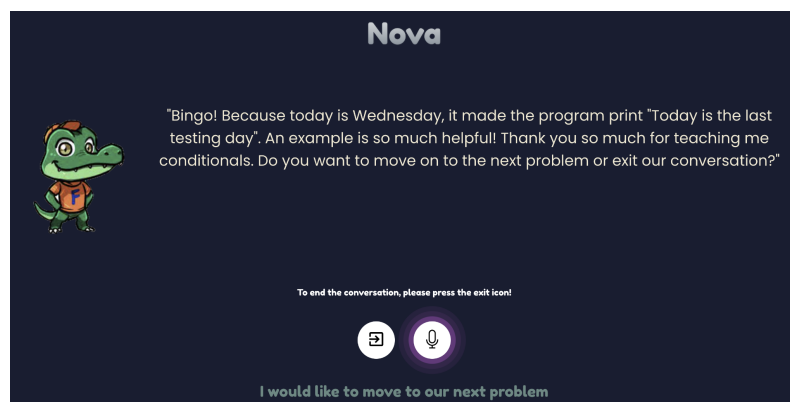 Nova
"Bingo! Because today is Wednesday, it made the program print "Today is the last
testing day". An example is so much helpful! Thank you so much for teaching me
conditionals. Do you want to move on to the next problem or exit our conversation?"
F
To end the conversation, please press the exit icon!
I would like to move to our next problem